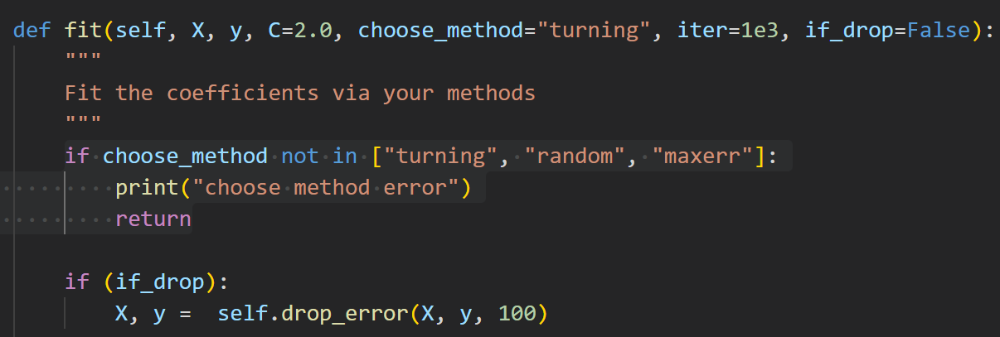 def fit(self, X, y, C=2.0, choose_method="turning", iter=1e3, if_drop=False):
"""
Fit the coefficients via your methods
"""
if choose_method not in ["turning", "random", "maxerr"]:
print("choose method error")
return
if (if_drop):
X, y =  self.drop_error(X, y, 100)